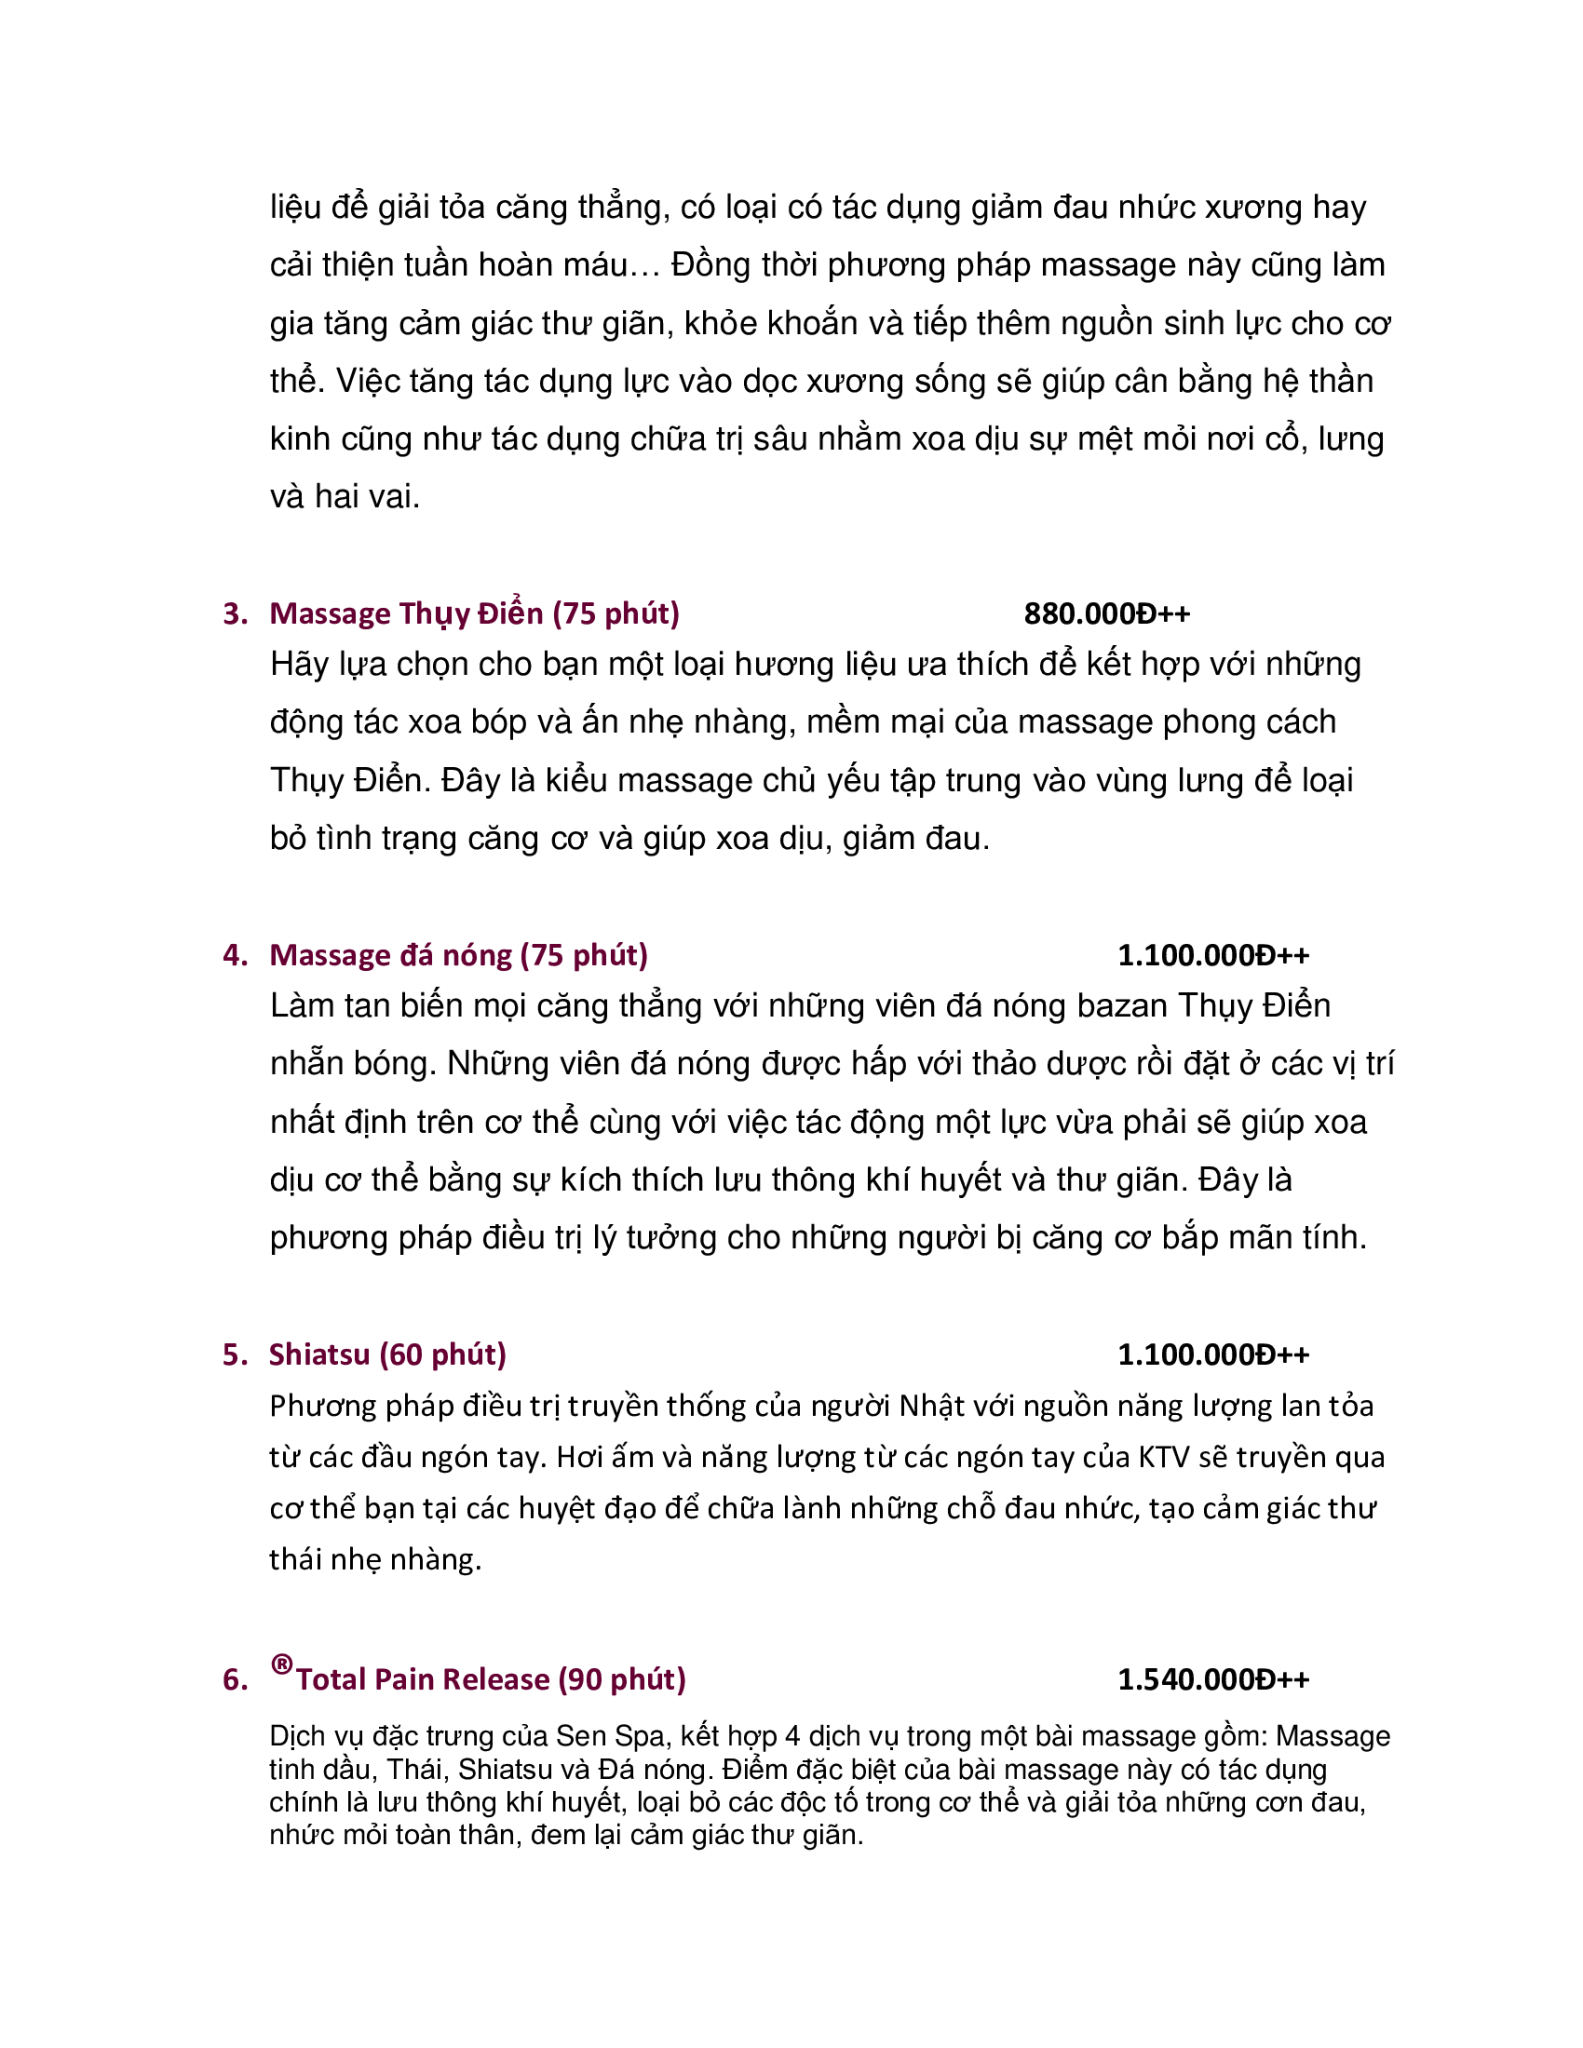 liệu để giải tỏa căng thẳng, có loại có tác dụng giảm đau nhức xương hay
cải thiện tuần hoàn máu… Đồng thời phương pháp massage này cũng làm
gia tăng cảm giác thư giãn, khỏe khoắn và tiếp thêm nguồn sinh lực cho cơ
thể. Việc tăng tác dụng lực vào dọc xương sống sẽ giúp cân bằng hệ thần
kinh cũng như tác dụng chữa trị sâu nhằm xoa dịu sự mệt mỏi nơi cổ, lưng
và hai vai.
3. Massage Thụy Điển (75 phút) 880.000Đ++
Hãy lựa chọn cho bạn một loại hương liệu ưa thích để kết hợp với những
động tác xoa bóp và ấn nhẹ nhàng, mềm mại của massage phong cách
Thụy Điển. Đây là kiểu massage chủ yếu tập trung vào vùng lưng để loại
bỏ tình trạng căng cơ và giúp xoa dịu, giảm đau.
4. Massage đá nóng (75 phút) 1.100.000Đ++
Làm tan biến mọi căng thẳng với những viên đá nóng bazan Thụy Điển
nhẵn bóng. Những viên đá nóng được hấp với thảo dược rồi đặt ở các vị trí
nhất định trên cơ thể cùng với việc tác động một lực vừa phải sẽ giúp xoa
dịu cơ thể bằng sự kích thích lưu thông khí huyết và thư giãn. Đây là
phương pháp điều trị lý tưởng cho những người bị căng cơ bắp mãn tính.
5. Shiatsu (60 phút) 1.100.000Đ++
Phương pháp điều trị truyền thống của người Nhật với nguồn năng lượng lan tỏa
từ các đầu ngón tay. Hơi ấm và năng lượng từ các ngón tay của KTV sẽ truyền qua
cơ thể bạn tại các huyệt đạo để chữa lành những chỗ đau nhức, tạo cảm giác thư
thái nhẹ nhàng.
6. ®Total Pain Release (90 phút) 1.540.000Đ++
Dịch vụ đặc trưng của Sen Spa, kết hợp 4 dịch vụ trong một bài massage gồm: Massage
tinh dầu, Thái, Shiatsu và Đá nóng. Điểm đặc biệt của bài massage này có tác dụng
chính là lưu thông khí huyết, loại bỏ các độc tố trong cơ thể và giải tỏa những cơn đau,
nhức mỏi toàn thân, đem lại cảm giác thư giãn.